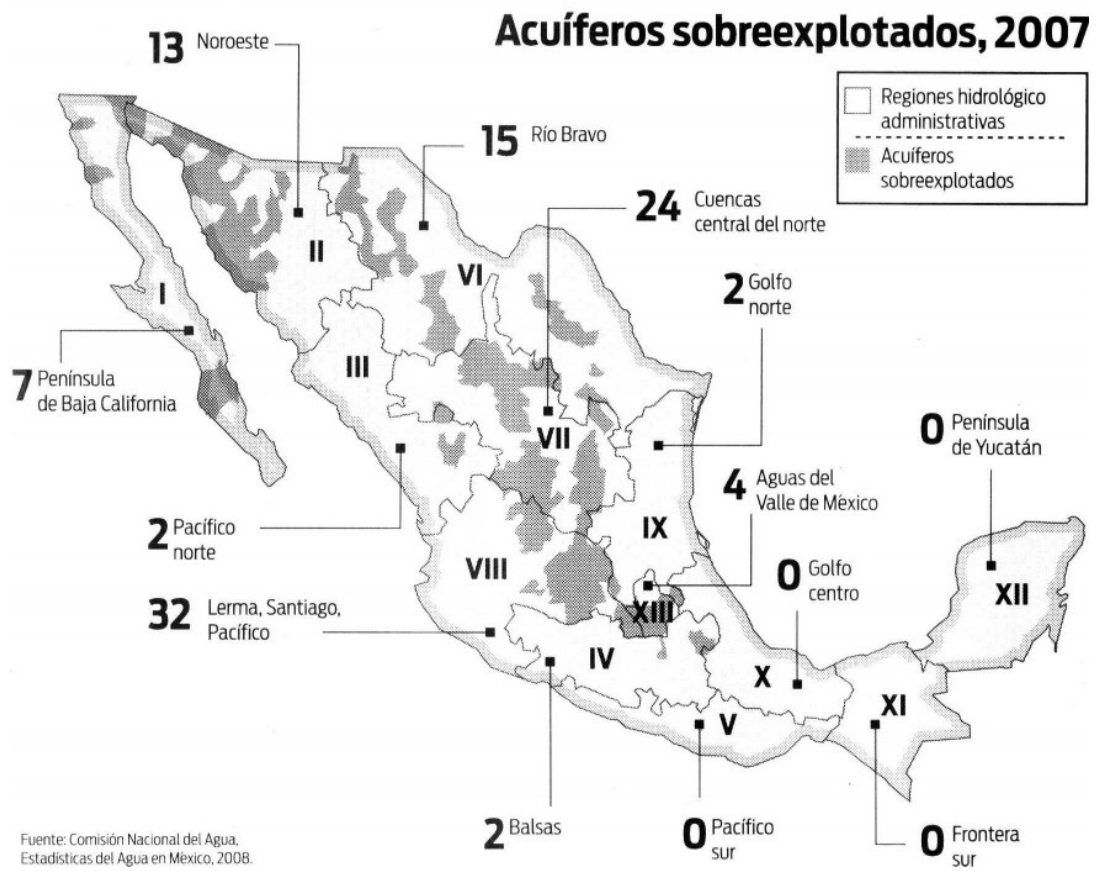 Acuíferos sobreexplotados, 2007
Regiones hidrológico
administrativas
Acuíferos
sobreexplotados
13 Noroeste
15 Río Bravo
24 Cuencas
central del norte
2 Golfo
norte
7 Península
de Baja California
0 Península
de Yucatán
4 Aguas del
Valle de México
2 Pacífico
norte
0 Golfo
centro
32 Lerma, Santiago,
Pacífico
2 Balsas
0 Pacífico
sur
0 Frontera
sur
I
II
III
IV
V
VI
VII
VIII
IX
X
XI
XII
XIII
Fuente: Comisión Nacional del Agua,
Estadísticas del Agua en México, 2008.